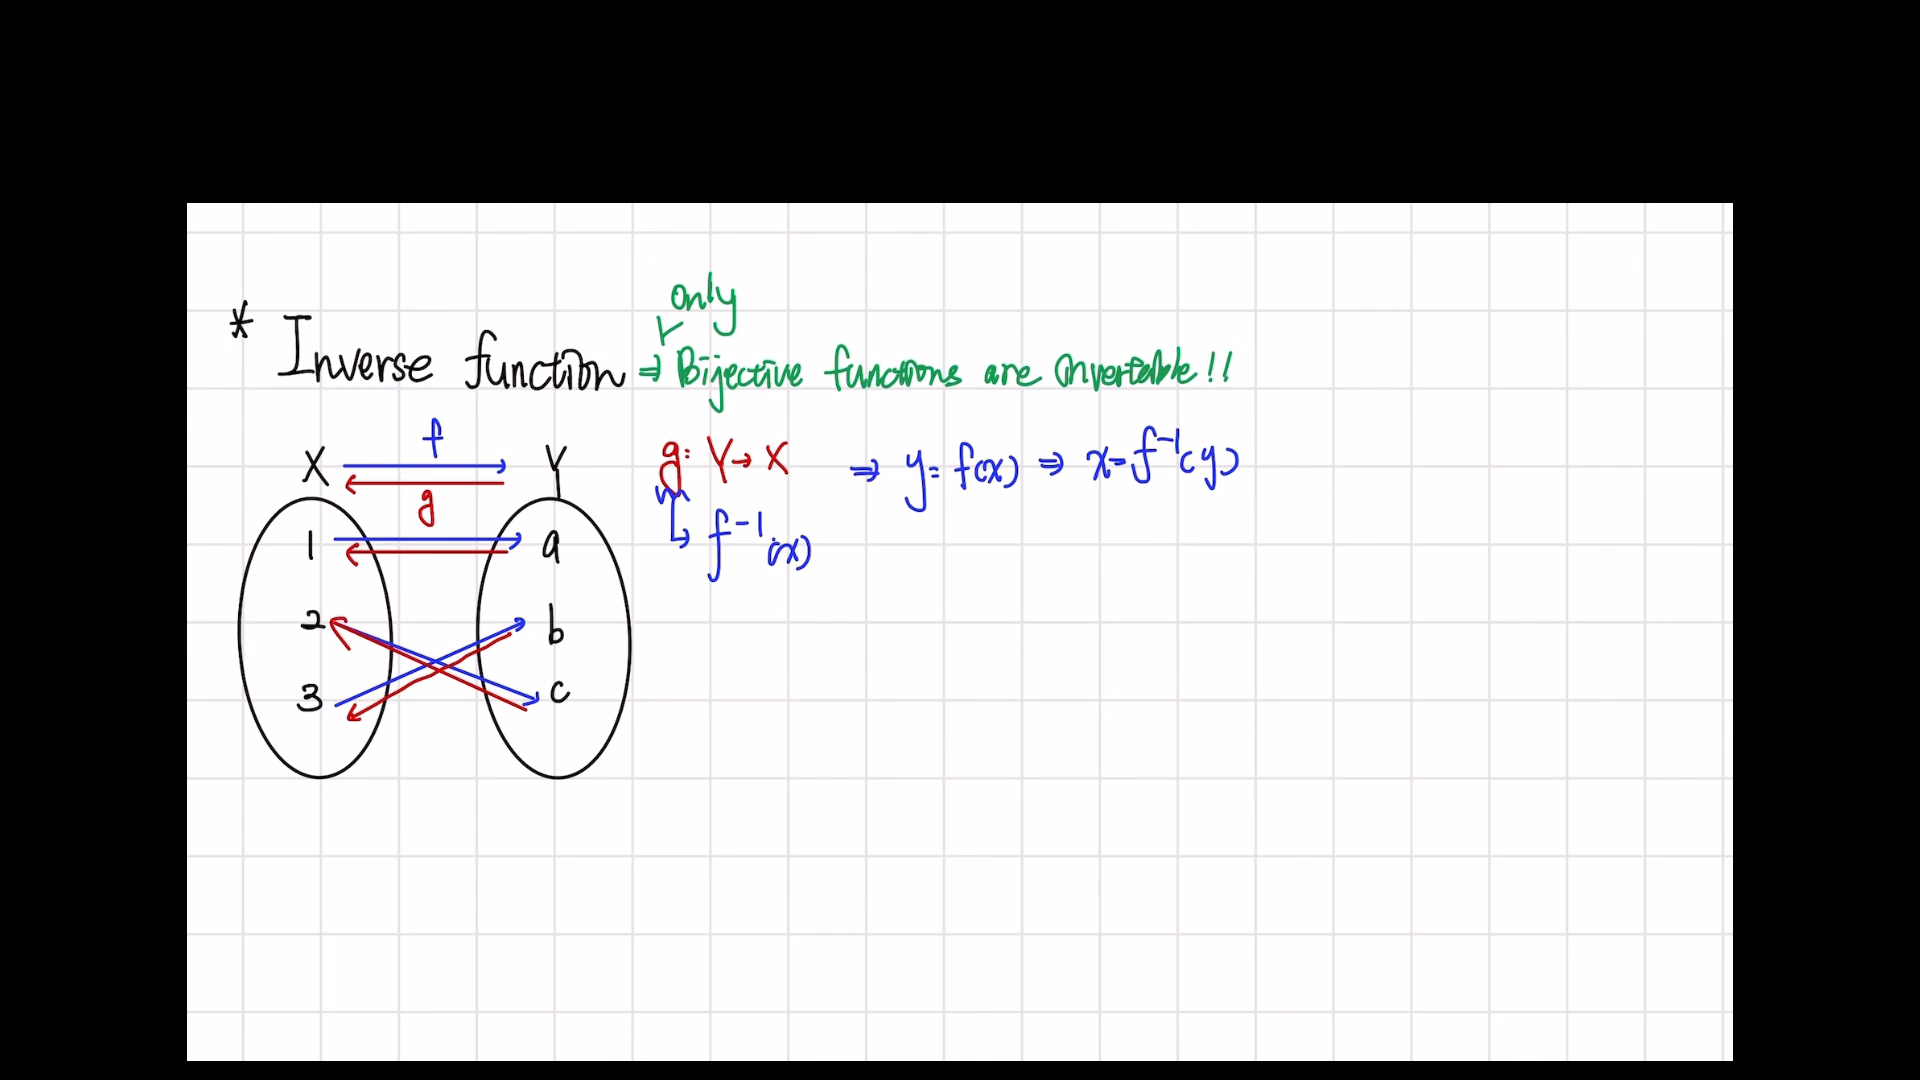 only
* Inverse function ⇒ Bijective functions are invertable!!
f
X Y g: Y→X ⇒ y=f(x) ⇒ x=f⁻¹(y)
g
1 a ↳ f⁻¹(x)
2 b
3 c